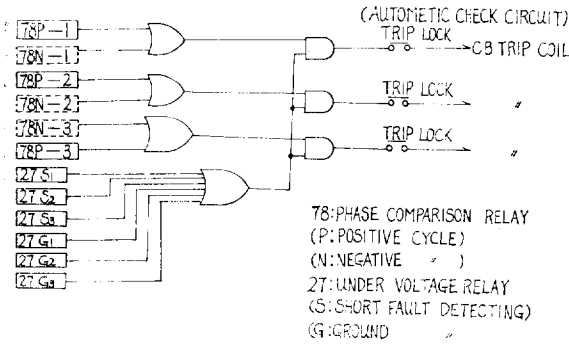 (AUTOMETIC CHECK CIRCUIT)
78P-1
TRIP LOCK
CB TRIP COIL
78N-1
78P-2
TRIP LOCK
78N-2
"
78N-3
TRIP LOCK
78P-3
"
27S1
27S2
27S3
27G1
27G2
27G3
78:PHASE COMPARISON RELAY
(P:POSITIVE CYCLE)
(N:NEGATIVE " )
27:UNDER VOLTAGE RELAY
(S:SHORT FAULT DETECTING)
(G:GROUND "